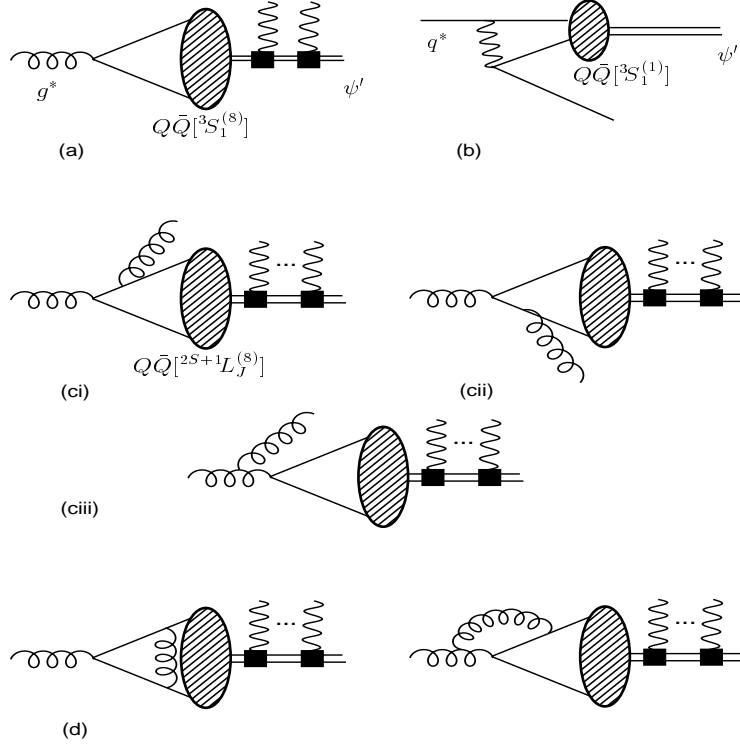 g* q*
ψ′ ψ′
QQ̄[³S₁⁽⁸⁾] QQ̄[³S₁⁽¹⁾]
(a) (b)
...
...
QQ̄[²ˢ⁺¹L_J⁽⁸⁾]
(ci) (cii)
...
(ciii)
...
...
(d)